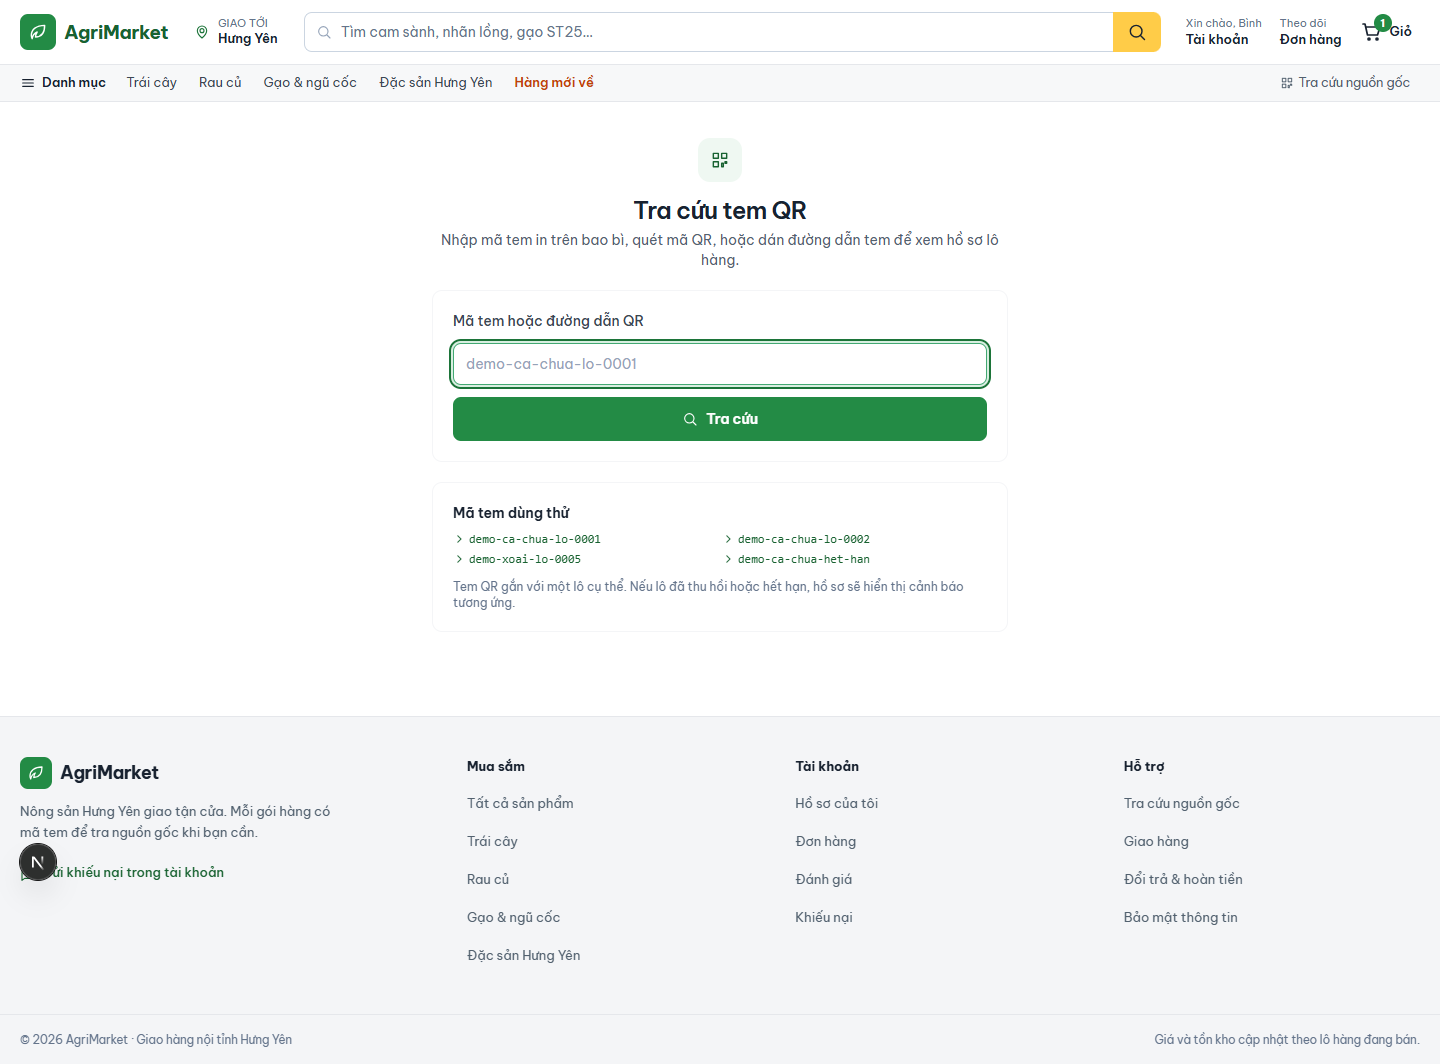 AgriMarket
GIAO TỚI
Hưng Yên
Tìm cam sành, nhãn lồng, gạo ST25...
Xin chào, Bình
Tài khoản
Theo dõi
Đơn hàng
1
Giỏ
Danh mục
Trái cây
Rau củ
Gạo & ngũ cốc
Đặc sản Hưng Yên
Hàng mới về
Tra cứu nguồn gốc
Tra cứu tem QR
Nhập mã tem in trên bao bì, quét mã QR, hoặc dán đường dẫn tem để xem hồ sơ lô
hàng.
Mã tem hoặc đường dẫn QR
demo-ca-chua-lo-0001
Tra cứu
Mã tem dùng thử
demo-ca-chua-lo-0001
demo-ca-chua-lo-0002
demo-xoai-lo-0005
demo-ca-chua-het-han
Tem QR gắn với một lô cụ thể. Nếu lô đã thu hồi hoặc hết hạn, hồ sơ sẽ hiển thị cảnh báo
tương ứng.
AgriMarket
Nông sản Hưng Yên giao tận cửa. Mỗi gói hàng có
mã tem để tra nguồn gốc khi bạn cần.
N
khiếu nại trong tài khoản
Mua sắm
Tất cả sản phẩm
Trái cây
Rau củ
Gạo & ngũ cốc
Đặc sản Hưng Yên
Tài khoản
Hồ sơ của tôi
Đơn hàng
Đánh giá
Khiếu nại
Hỗ trợ
Tra cứu nguồn gốc
Giao hàng
Đổi trả & hoàn tiền
Bảo mật thông tin
© 2026 AgriMarket · Giao hàng nội tỉnh Hưng Yên
Giá và tồn kho cập nhật theo lô hàng đang bán.